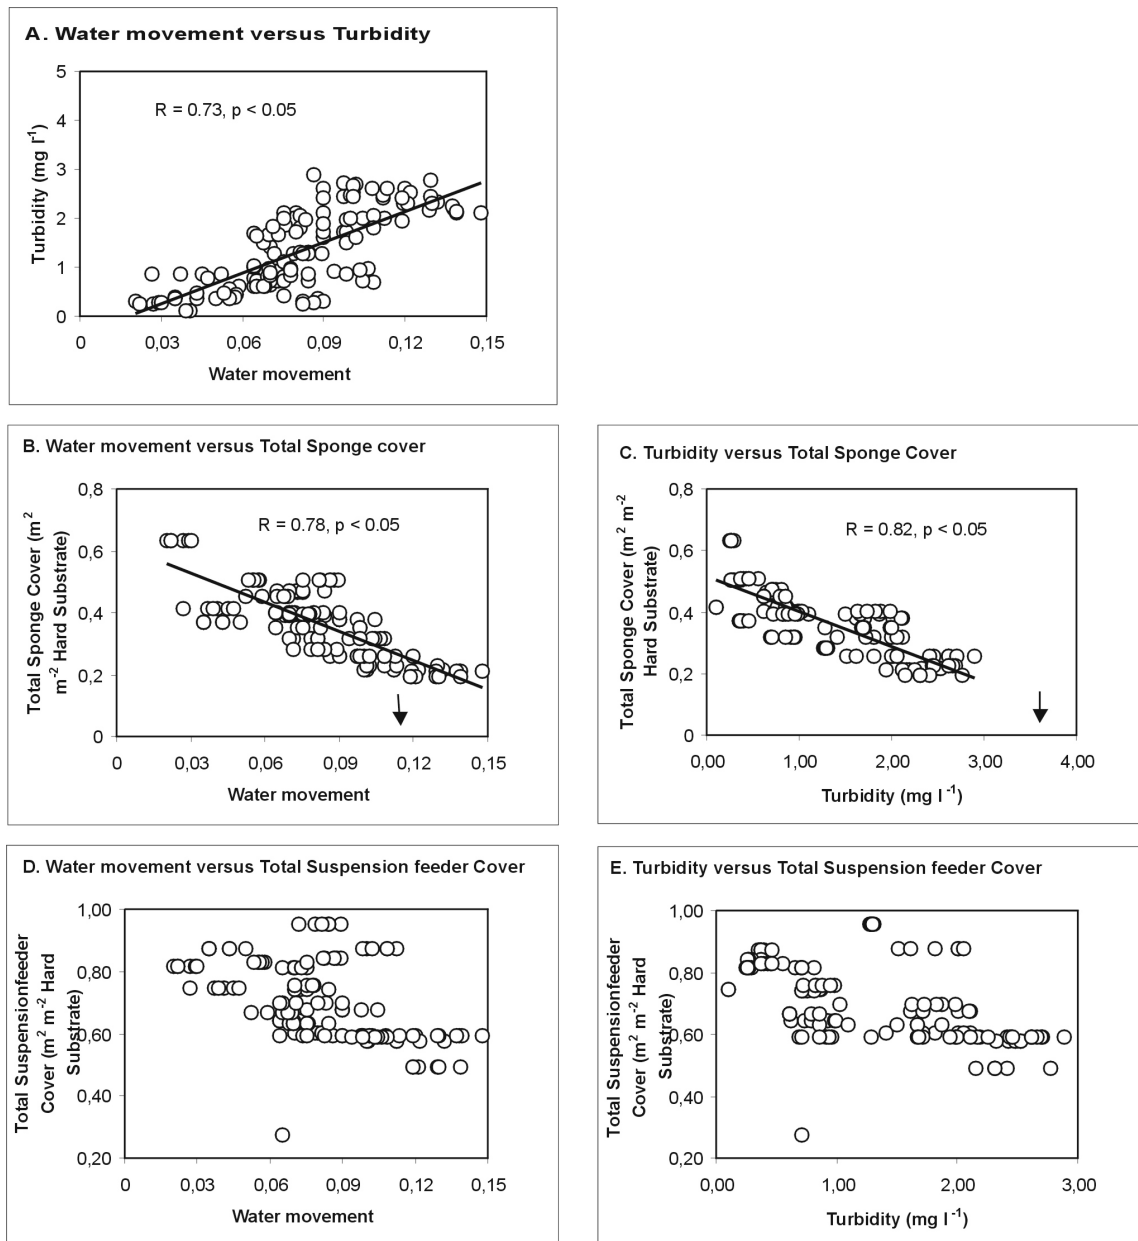 A. Water movement versus Turbidity
R = 0.73, p < 0.05
Turbidity (mg l⁻¹)
5
4
3
2
1
0
0 0,03 0,06 0,09 0,12 0,15
Water movement
B. Water movement versus Total Sponge cover
R = 0.78, p < 0.05
Total Sponge Cover (m²
m⁻² Hard Substrate)
0,8
0,6
0,4
0,2
0
0 0,03 0,06 0,09 0,12 0,15
Water movement
C. Turbidity versus Total Sponge Cover
R = 0.82, p < 0.05
Total Sponge Cover (m² m⁻²
Hard Substrate)
0,8
0,6
0,4
0,2
0
0,00 1,00 2,00 3,00 4,00
Turbidity (mg l⁻¹)
D. Water movement versus Total Suspension feeder Cover
Total Suspensionfeeder
Cover (m² m⁻² Hard
Substrate)
1,00
0,80
0,60
0,40
0,20
0 0,03 0,06 0,09 0,12 0,15
Water movement
E. Turbidity versus Total Suspension feeder Cover
Total Suspensionfeeder
Cover (m² m⁻² Hard
Substrate)
1,00
0,80
0,60
0,40
0,20
0,00 1,00 2,00 3,00
Turbidity (mg l⁻¹)